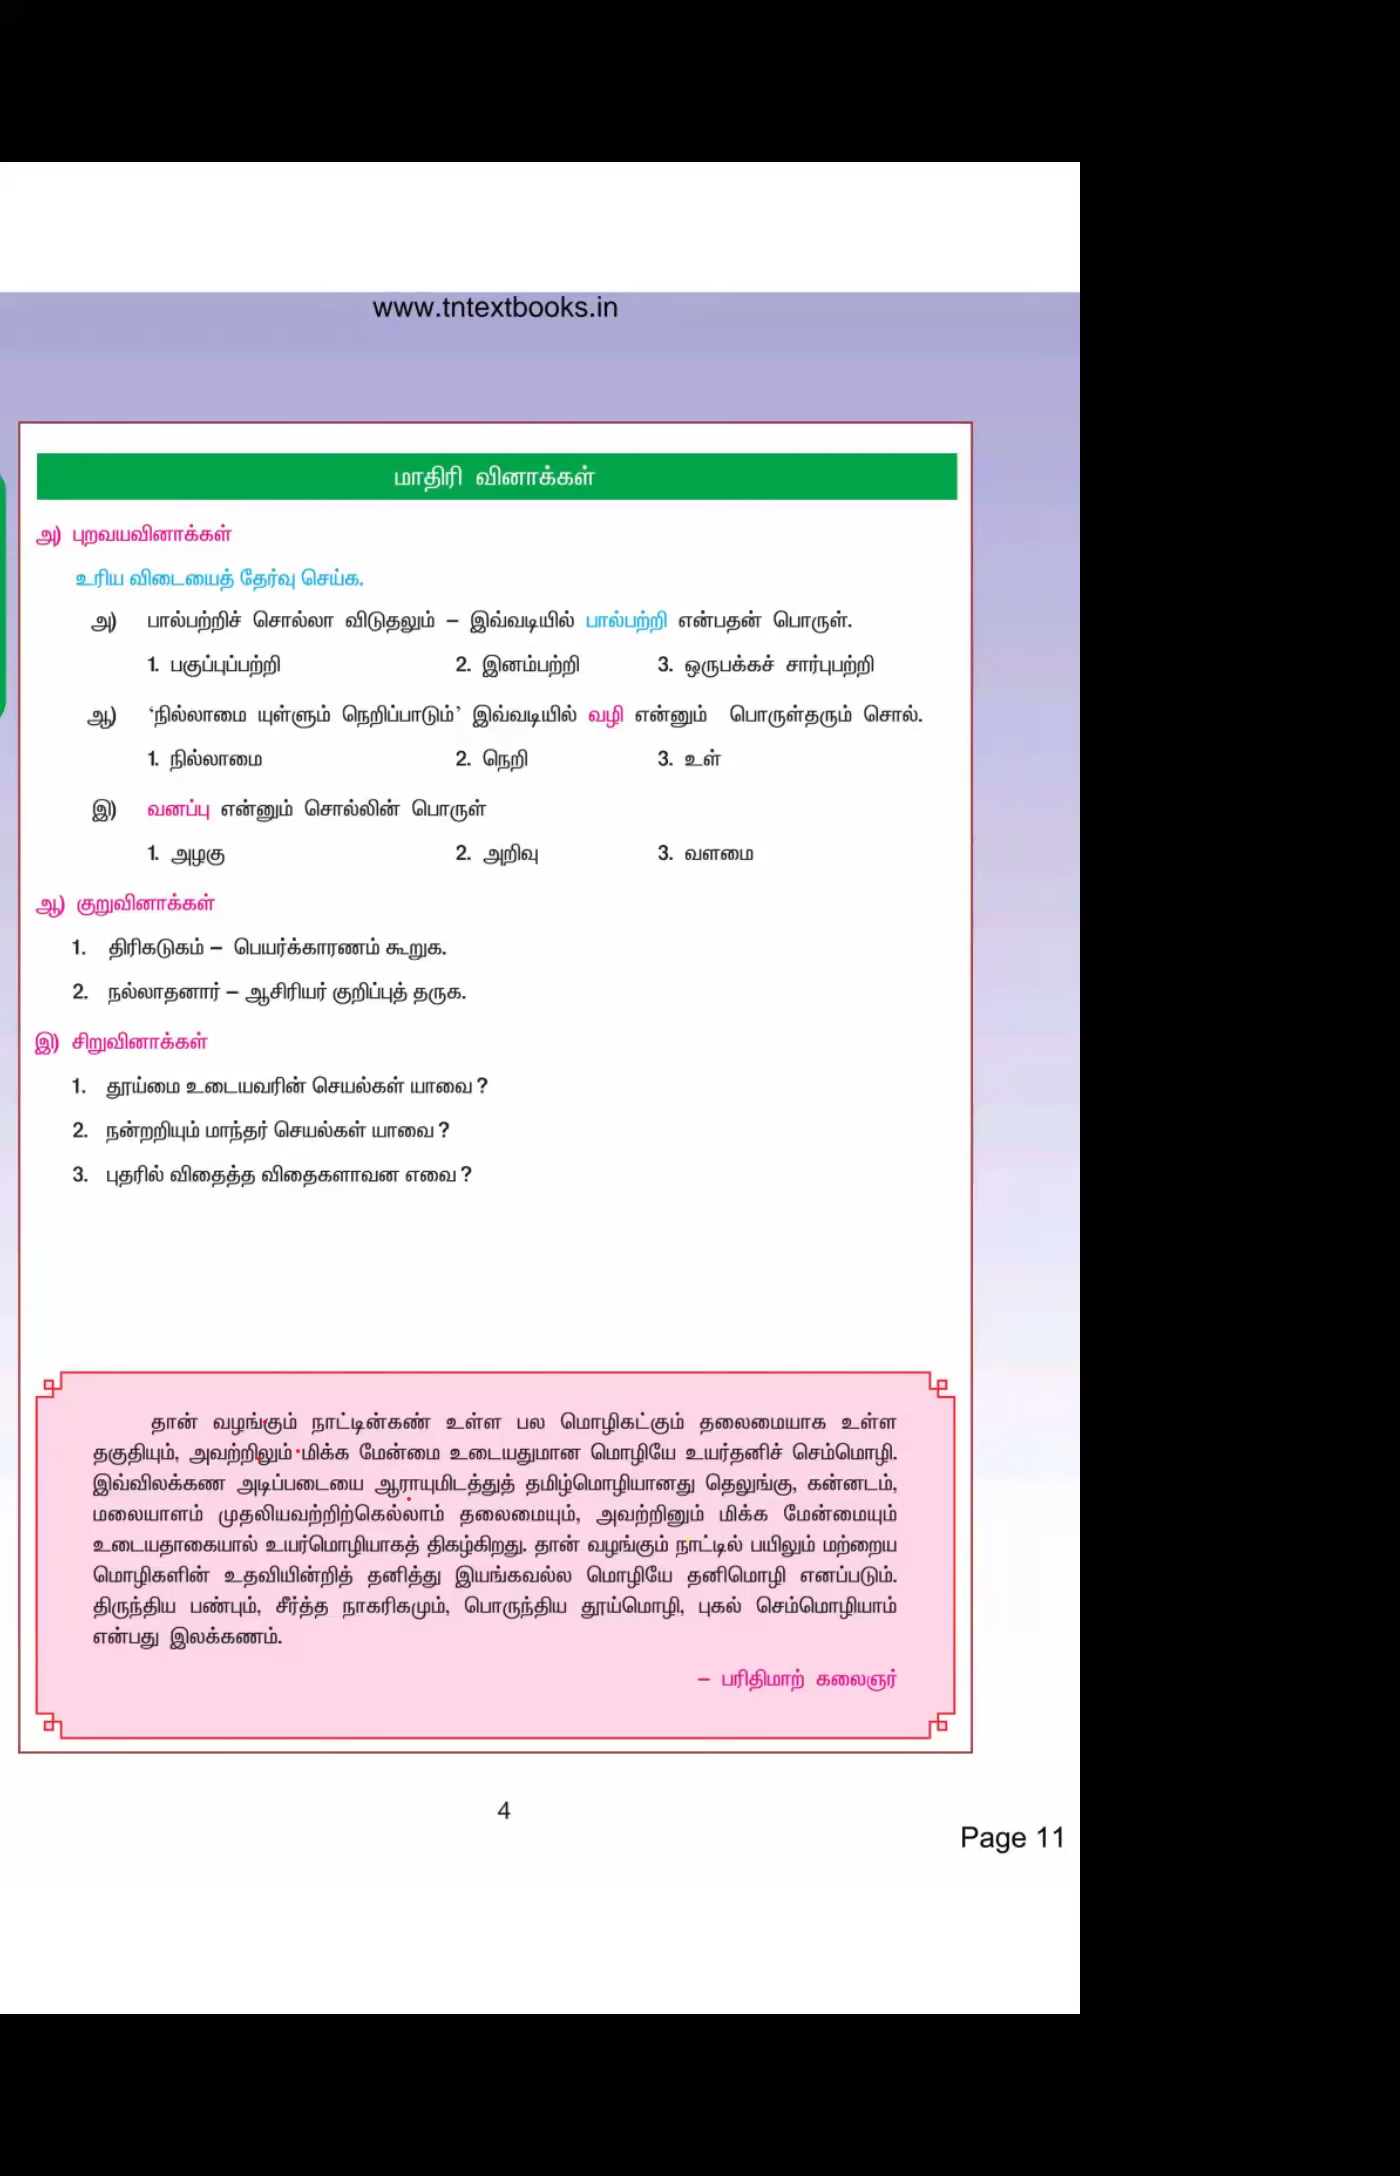 www.tntextbooks.in
மாதிரி வினாக்கள்
அ) புறவயவினாக்கள்
உரிய விடையைத் தேர்வு செய்க.
அ) பால்பற்றிச் சொல்லா விடுதலும் – இவ்வடியில் பால்பற்றி என்பதன் பொருள்.
1. பகுப்புப்பற்றி 2. இனம்பற்றி 3. ஒருபக்கச் சார்புபற்றி
ஆ) ‘நில்லாமை யுள்ளும் நெறிப்பாடும்’ இவ்வடியில் வழி என்னும் பொருள்தரும் சொல்.
1. நில்லாமை 2. நெறி 3. உள்
இ) வனப்பு என்னும் சொல்லின் பொருள்
1. அழகு 2. அறிவு 3. வளமை
ஆ) குறுவினாக்கள்
1. திரிகடுகம் – பெயர்க்காரணம் கூறுக.
2. நல்லாதனார் – ஆசிரியர் குறிப்புத் தருக.
இ) சிறுவினாக்கள்
1. தூய்மை உடையவரின் செயல்கள் யாவை ?
2. நன்றறியும் மாந்தர் செயல்கள் யாவை ?
3. புதரில் விதைத்த விதைகளாவன எவை ?
தான் வழங்கும் நாட்டின்கண் உள்ள பல மொழிகட்கும் தலைமையாக உள்ள
தகுதியும், அவற்றிலும் மிக்க மேன்மை உடையதுமான மொழியே உயர்தனிச் செம்மொழி.
இவ்விலக்கண அடிப்படையை ஆராயுமிடத்துத் தமிழ்மொழியானது தெலுங்கு, கன்னடம்,
மலையாளம் முதலியவற்றிற்கெல்லாம் தலைமையும், அவற்றினும் மிக்க மேன்மையும்
உடையதாகையால் உயர்மொழியாகத் திகழ்கிறது. தான் வழங்கும் நாட்டில் பயிலும் மற்றைய
மொழிகளின் உதவியின்றித் தனித்து இயங்கவல்ல மொழியே தனிமொழி எனப்படும்.
திருந்திய பண்பும், சீர்த்த நாகரிகமும், பொருந்திய தூய்மொழி, புகல் செம்மொழியாம்
என்பது இலக்கணம்.
– பரிதிமாற் கலைஞர்
4
Page 11